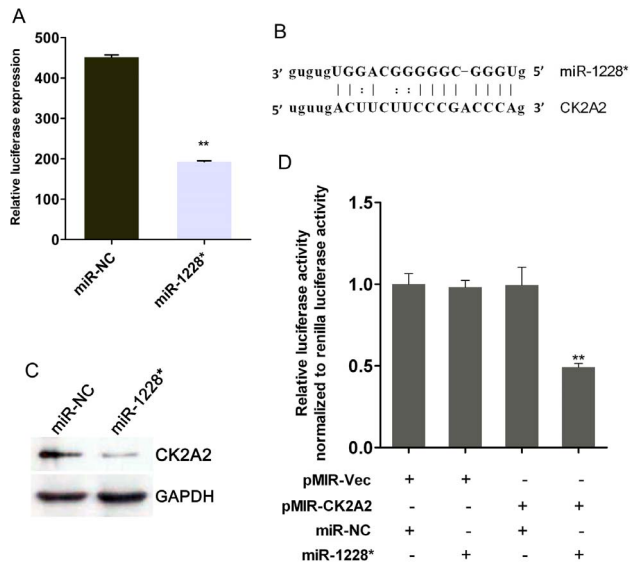 A
Relative luciferase expression
500
400
300
200
100
0
**
miR-NC
miR-1228*
B
3' gugugUGGACGGGGGC-GGGUg 5' miR-1228*
||:| ::|||| ||||
5' uguugACUUCUUCCCGACCCAg 3' CK2A2
C
miR-NC
miR-1228*
CK2A2
GAPDH
D
Relative luciferase activity
normalized to renilla luciferase activity
1.5
1.0
0.5
0.0
**
pMIR-Vec + + - -
pMIR-CK2A2 - - + +
miR-NC + - + -
miR-1228* - + - +